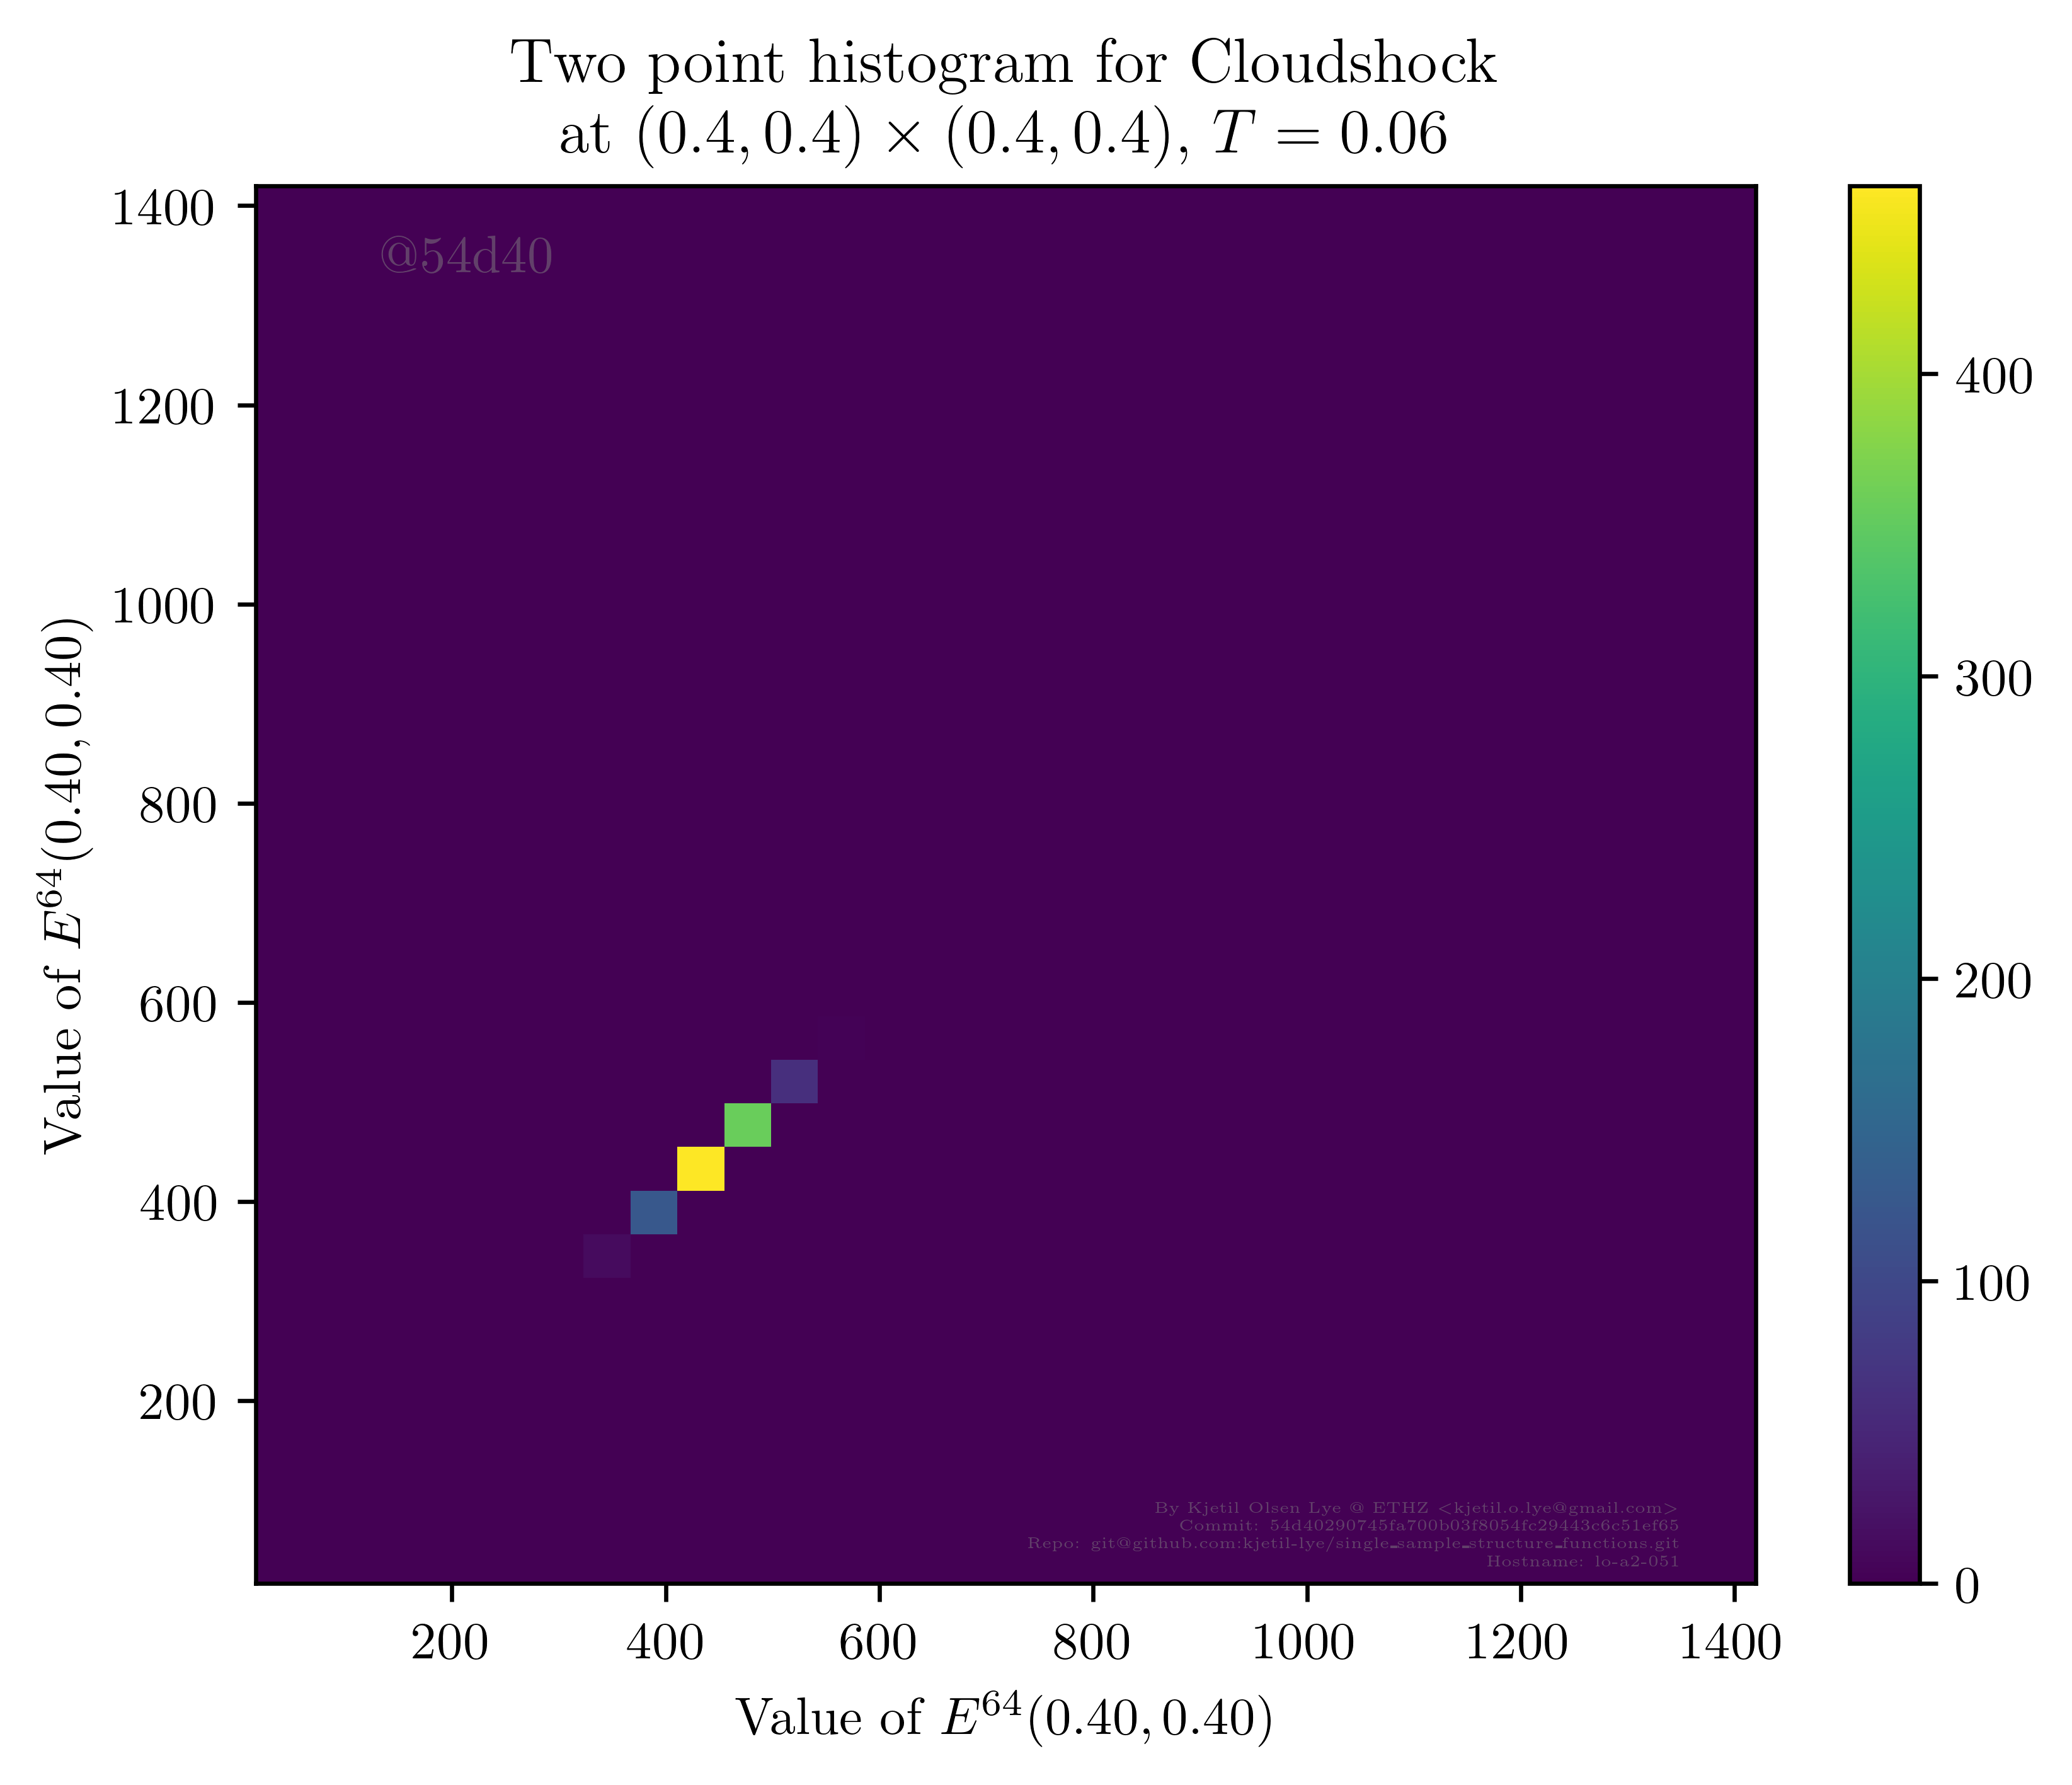 Two point histogram for Cloudshock
at (0.4, 0.4) × (0.4, 0.4), T = 0.06
@54d40
1400
1200
1000
800
600
400
200
Value of E^64(0.40, 0.40)
200 400 600 800 1000 1200 1400
Value of E^64(0.40, 0.40)
400
300
200
100
0
By Kjetil Olsen Lye @ ETHZ <kjetil.o.lye@gmail.com>
Commit: 54d40290745fa700b03f8054fc29443c6c51ef65
Repo: git@github.com:kjetil-lye/single_sample_structure_functions.git
Hostname: lo-a2-051